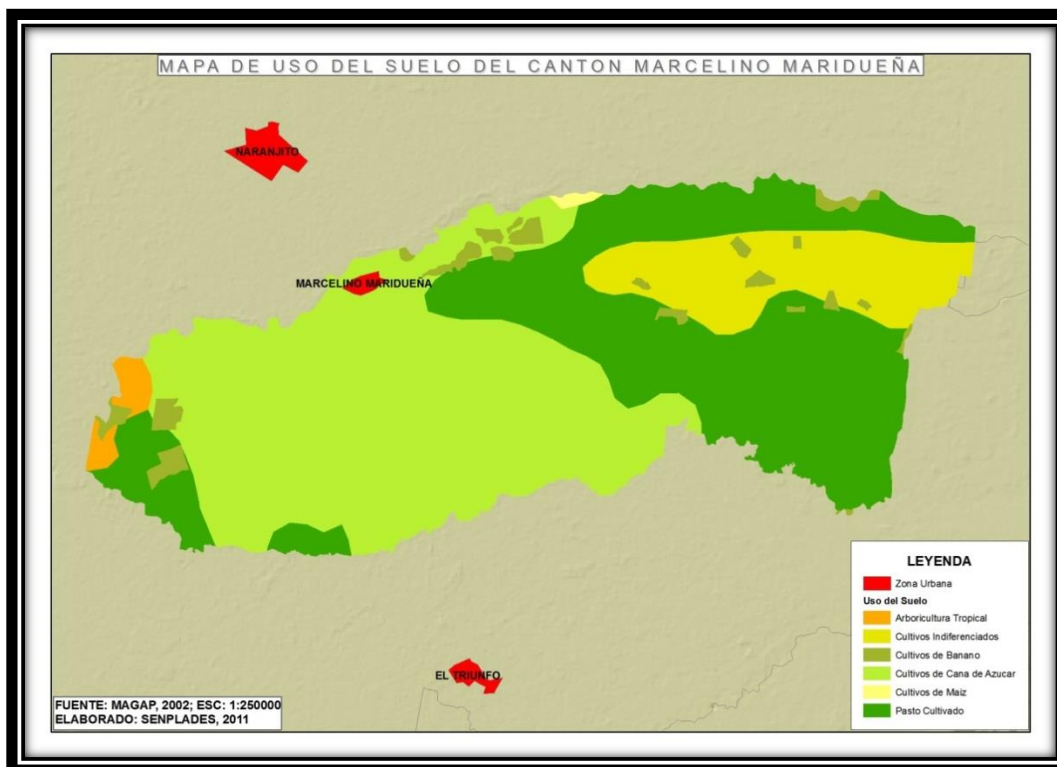 MAPA DE USO DEL SUELO DEL CANTON MARCELINO MARIDUEÑA
NARANJITO
MARCELINO MARIDUEÑA
EL TRIUNFO
LEYENDA
Zona Urbana
Uso del Suelo
Arboricultura Tropical
Cultivos Indiferenciados
Cultivos de Banano
Cultivos de Cana de Azucar
Cultivos de Maiz
Pasto Cultivado
FUENTE: MAGAP, 2002; ESC: 1:250000
ELABORADO: SENPLADES, 2011